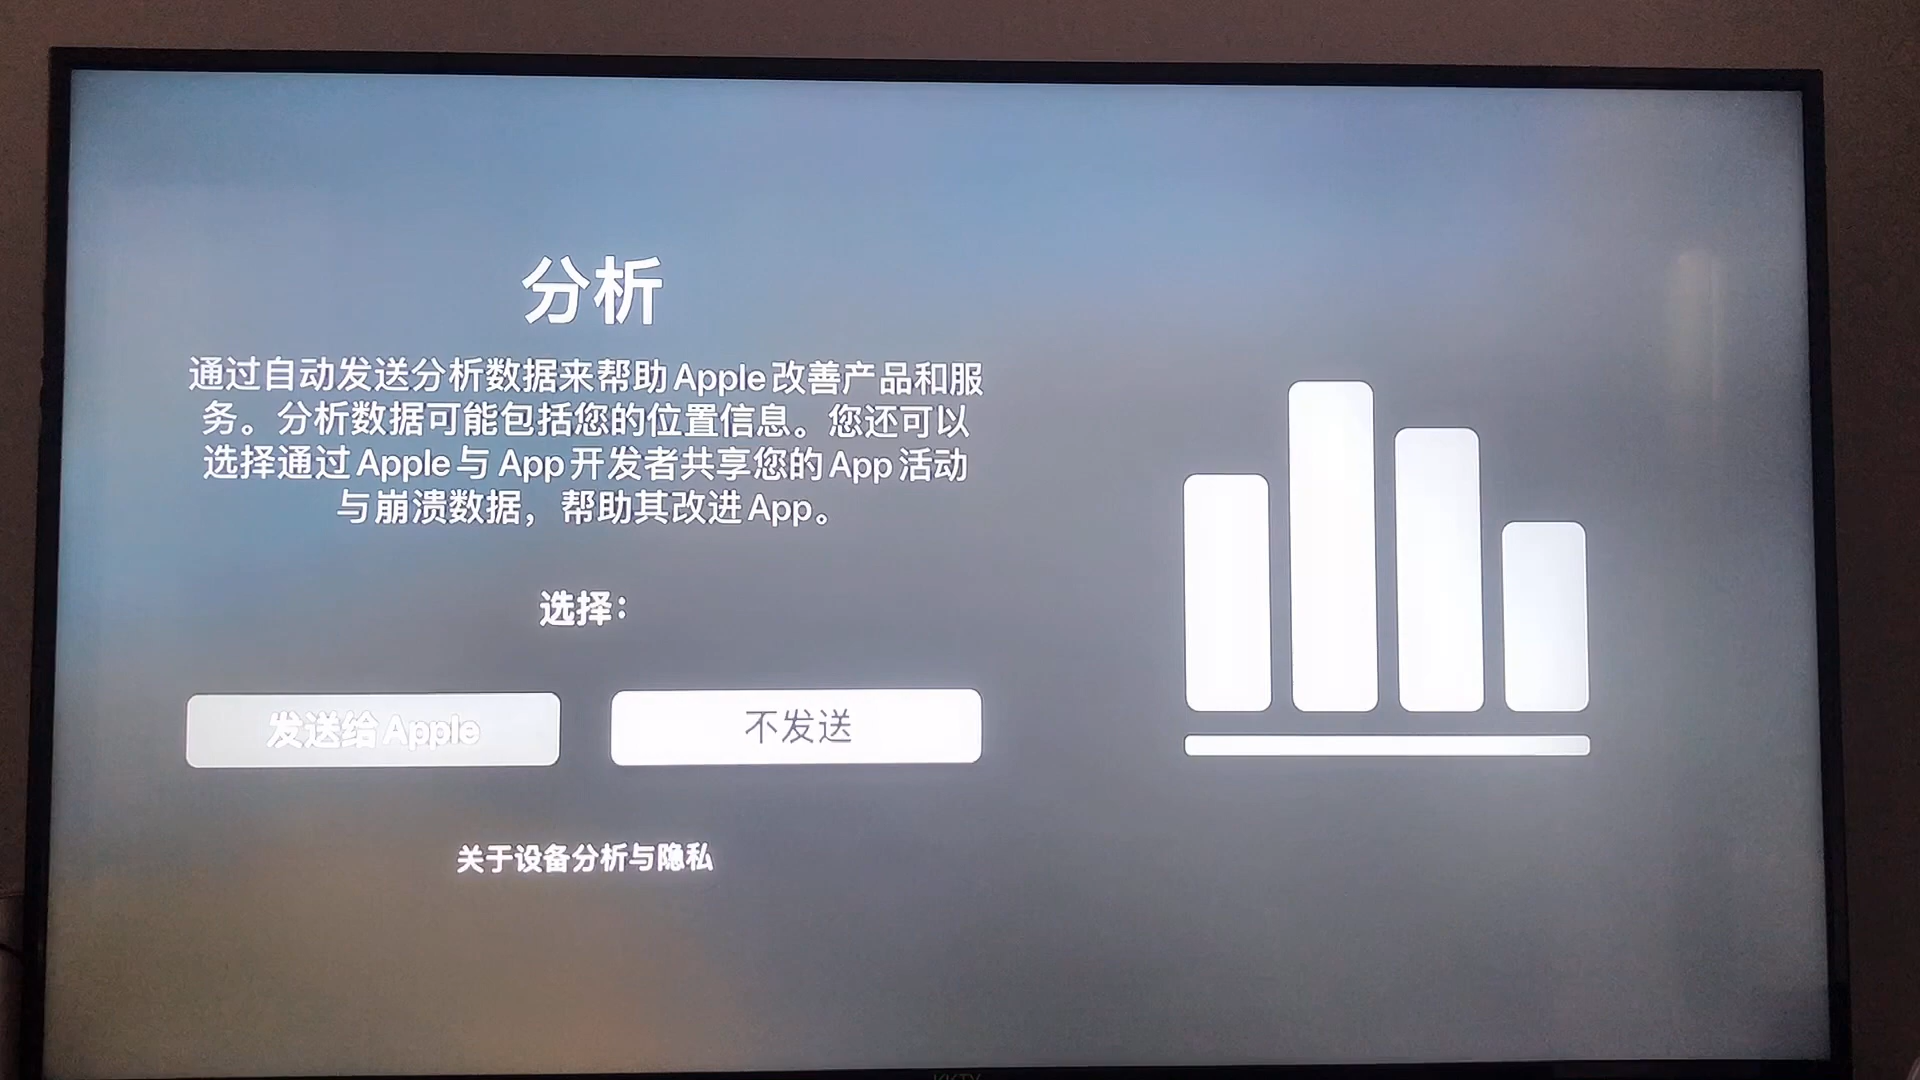 分析
通过自动发送分析数据来帮助Apple改善产品和服
务。分析数据可能包括您的位置信息。您还可以
选择通过Apple与 App开发者共享您的App活动
与崩溃数据，帮助其改进App。
选择：
发送给Apple
不发送
关于设备分析与隐私